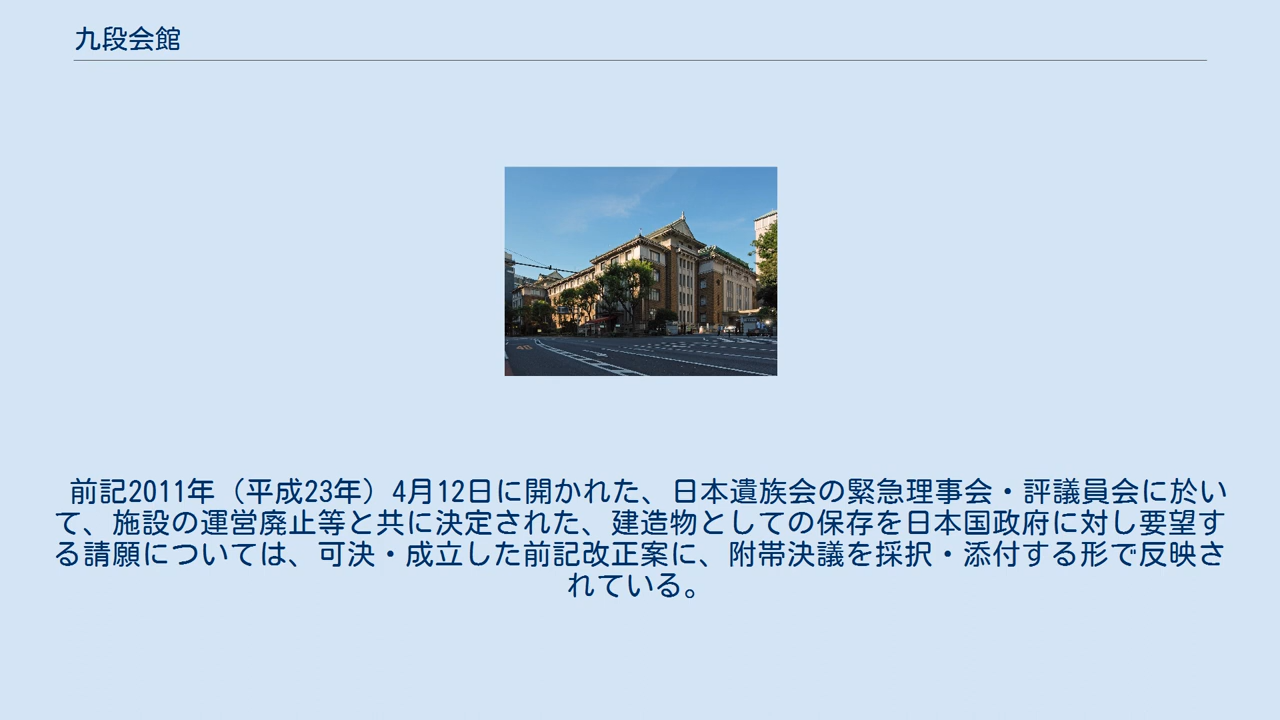 九段会館
前記2011年（平成23年）4月12日に開かれた、日本遺族会の緊急理事会・評議員会に於い
て、施設の運営廃止等と共に決定された、建造物としての保存を日本国政府に対し要望す
る請願については、可決・成立した前記改正案に、附帯決議を採択・添付する形で反映さ
れている。